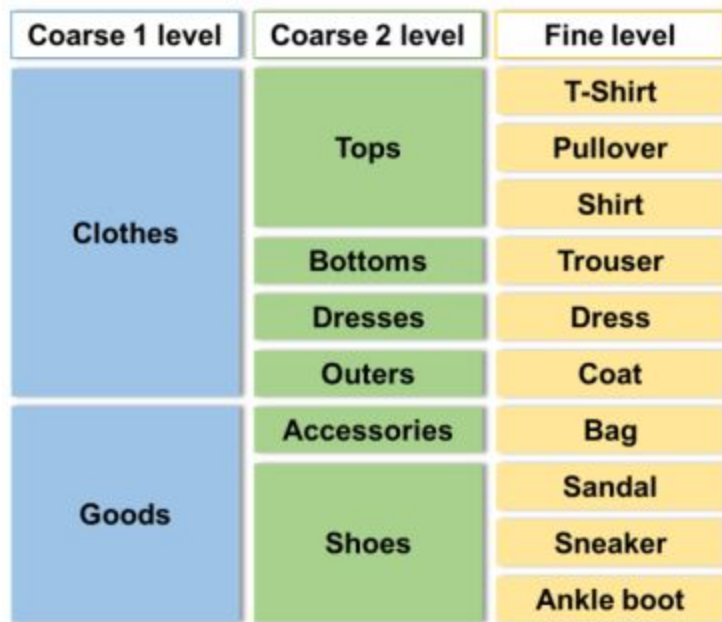 Coarse 1 level Coarse 2 level Fine level
T-Shirt
Tops Pullover
Shirt
Clothes
Bottoms Trouser
Dresses Dress
Outers Coat
Accessories Bag
Sandal
Goods
Shoes Sneaker
Ankle boot